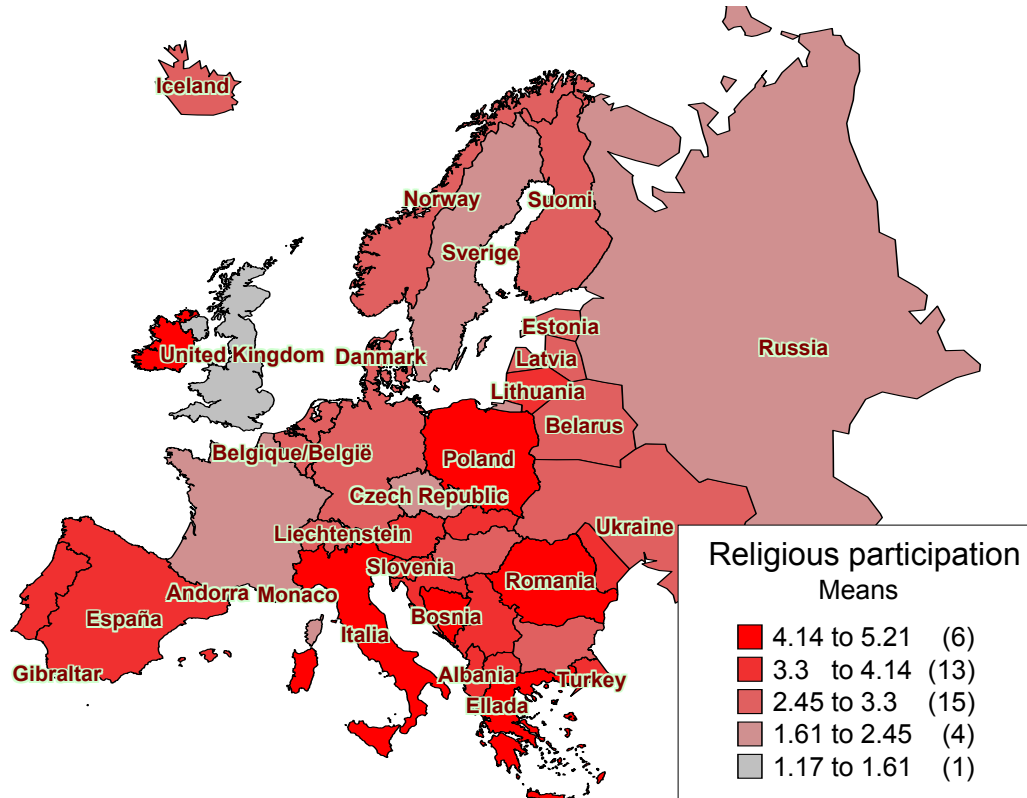 Iceland
Norway
Suomi
Sverige
Estonia
Russia
United Kingdom
Danmark
Latvia
Lithuania
Belarus
Belgique/België
Poland
Czech Republic
Ukraine
Liechtenstein
Slovenia
Romania
Andorra
Monaco
España
Bosnia
Italia
Gibraltar
Albania
Turkey
Ellada
Religious participation
Means
4.14 to 5.21 (6)
3.3 to 4.14 (13)
2.45 to 3.3 (15)
1.61 to 2.45 (4)
1.17 to 1.61 (1)